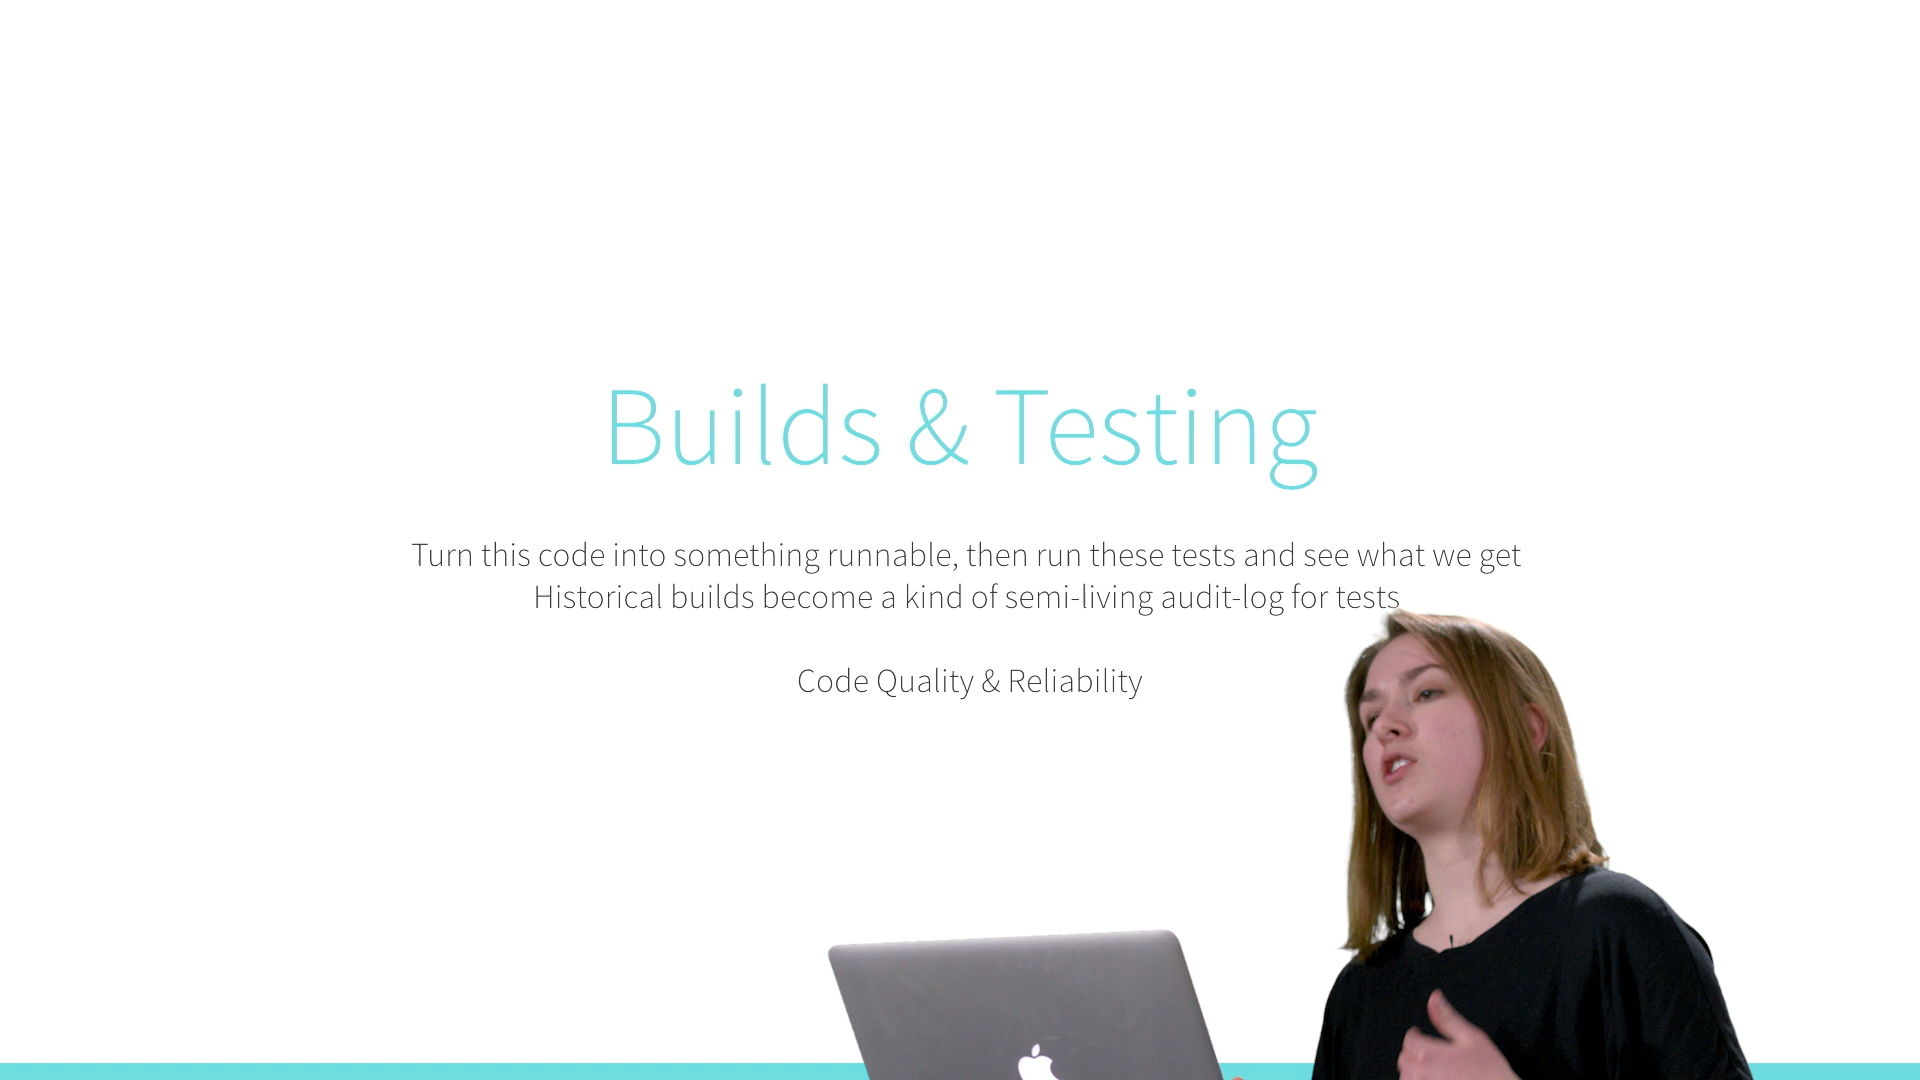 Builds & Testing
Turn this code into something runnable, then run these tests and see what we get
Historical builds become a kind of semi-living audit-log for tests
Code Quality & Reliability